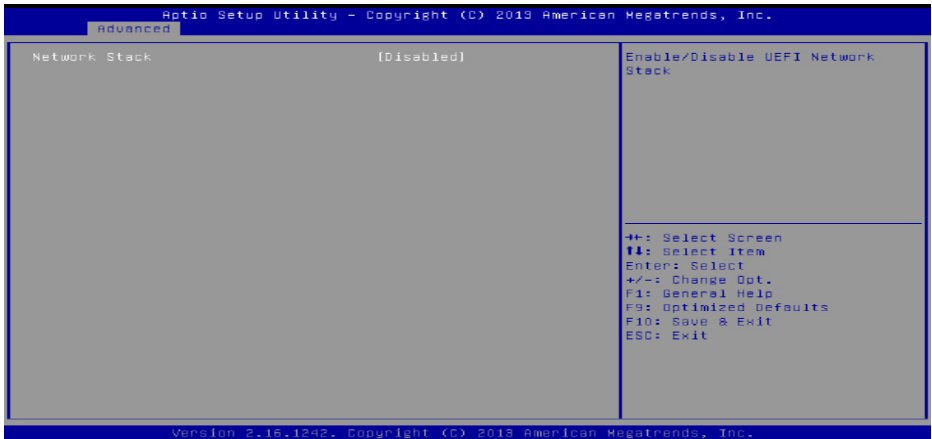 Aptio Setup Utility – Copyright (C) 2013 American Megatrends, Inc.
Advanced
Network Stack [Disabled]
Enable/Disable UEFI Network
Stack
→←: Select Screen
↑↓: Select Item
Enter: Select
+/-: Change Opt.
F1: General Help
F9: Optimized Defaults
F10: Save & Exit
ESC: Exit
Version 2.16.1242. Copyright (C) 2013 American Megatrends, Inc.